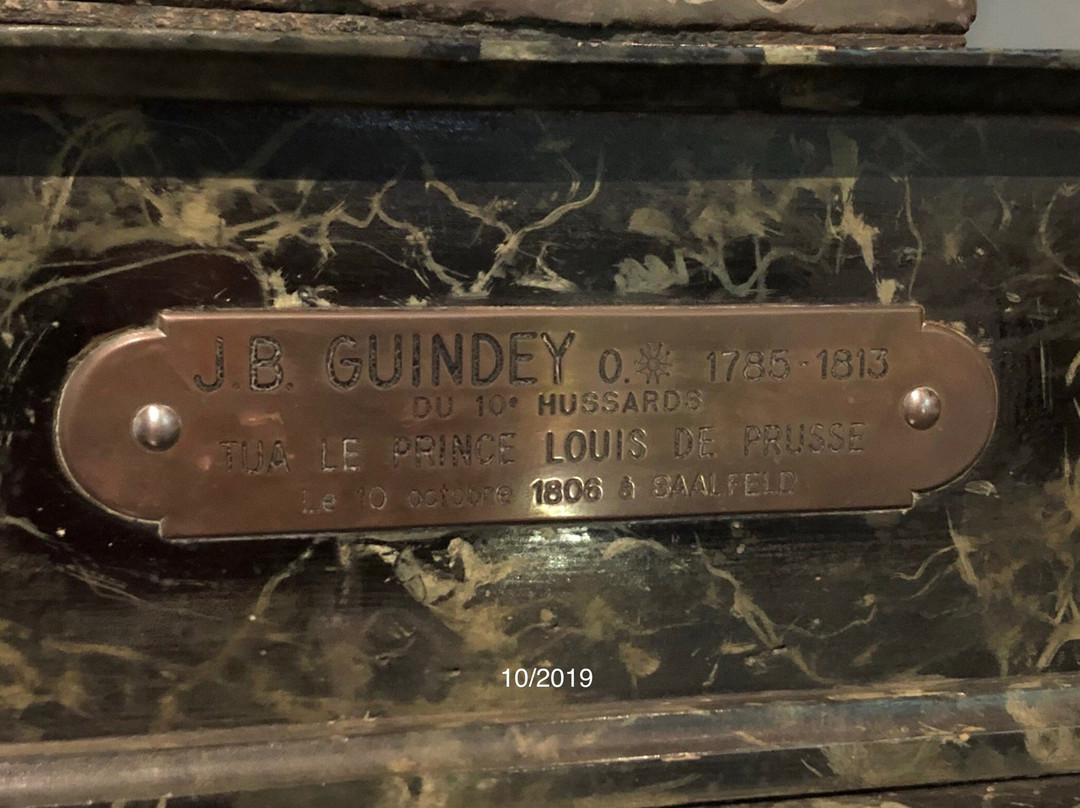 J.B. GUINDEY O. 1785-1813
DU 10e HUSSARDS
TUA LE PRINCE LOUIS DE PRUSSE
Le 10 octobre 1806 à SAALFELD
10/2019